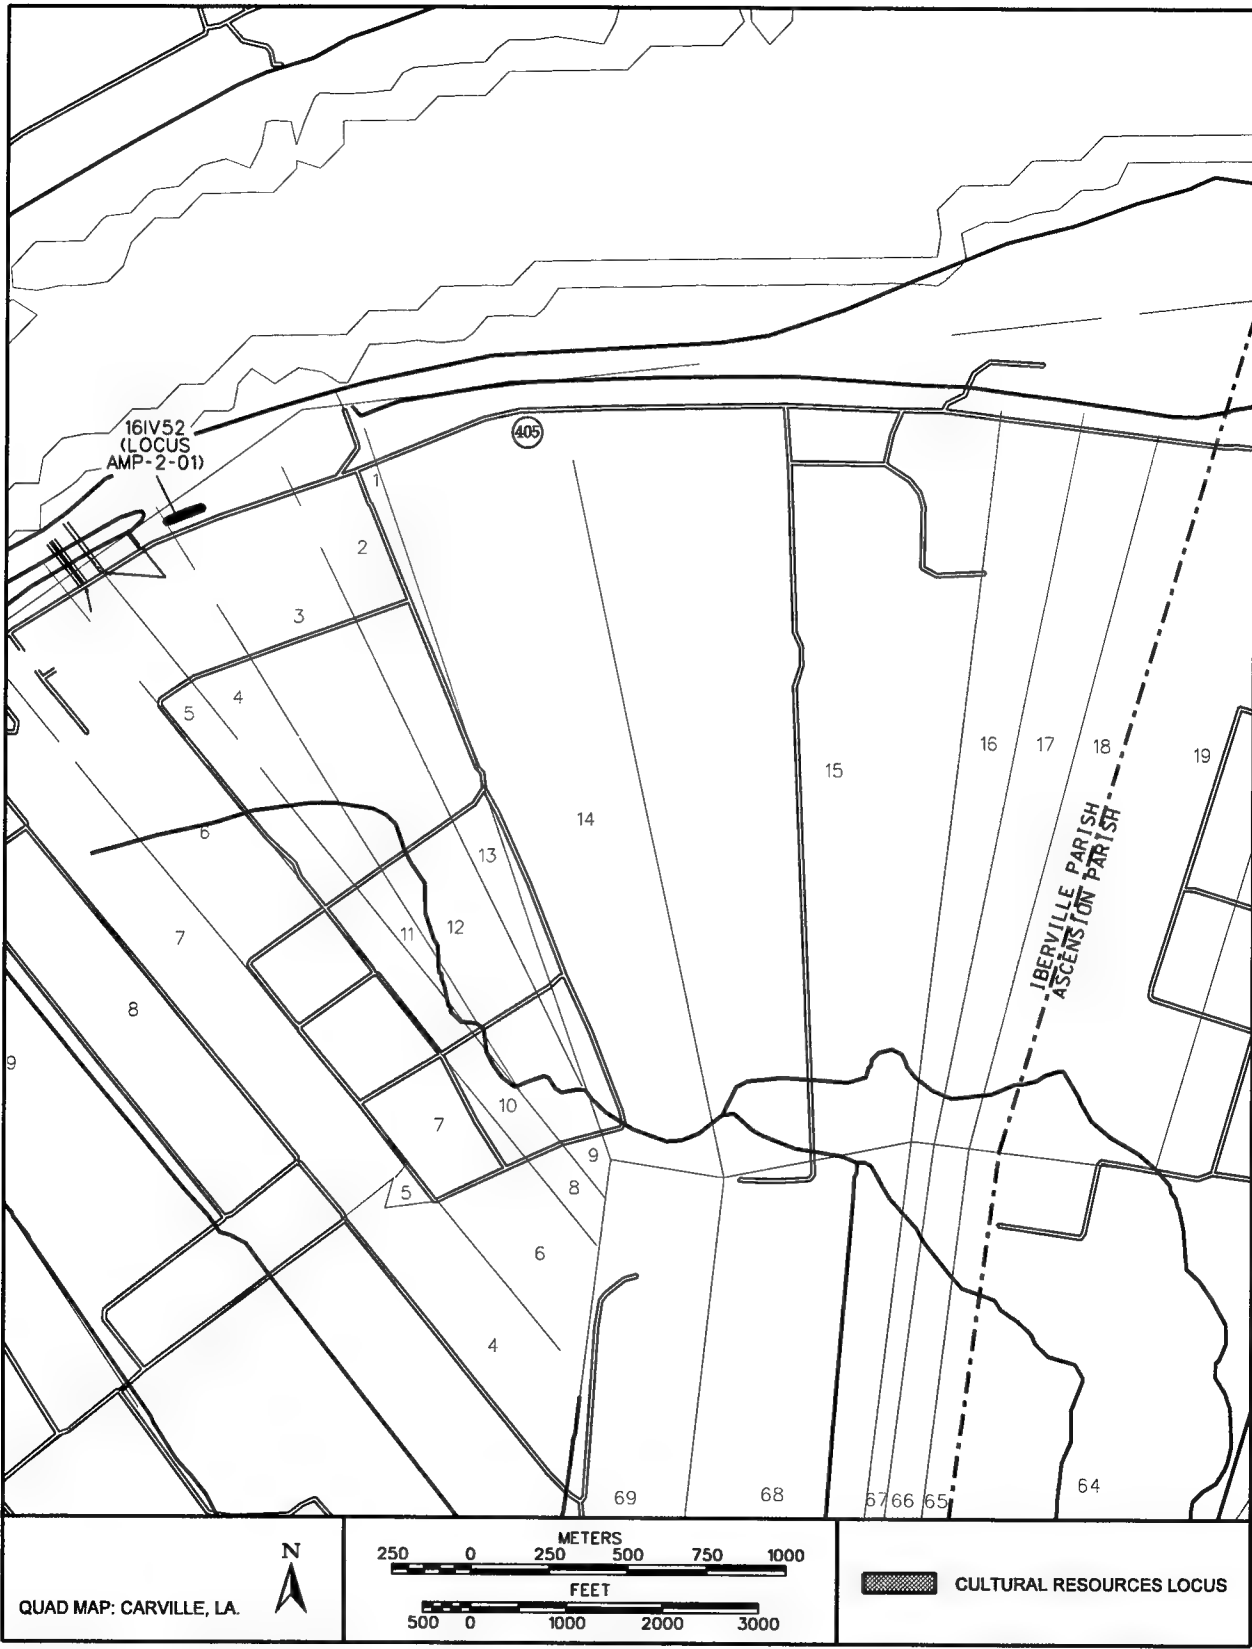 16IV52
(LOCUS
AMP-2-01)
405
1
2
3
4
5
6
7
8
9
10
11
12
13
14
15
16
17
18
19
IBERVILLE PARISH
ASCENSION PARISH
7
9
8
5
6
4
69
68
67
66
65
64
QUAD MAP: CARVILLE, LA.
N
METERS
250 0 250 500 750 1000
FEET
500 0 1000 2000 3000
CULTURAL RESOURCES LOCUS